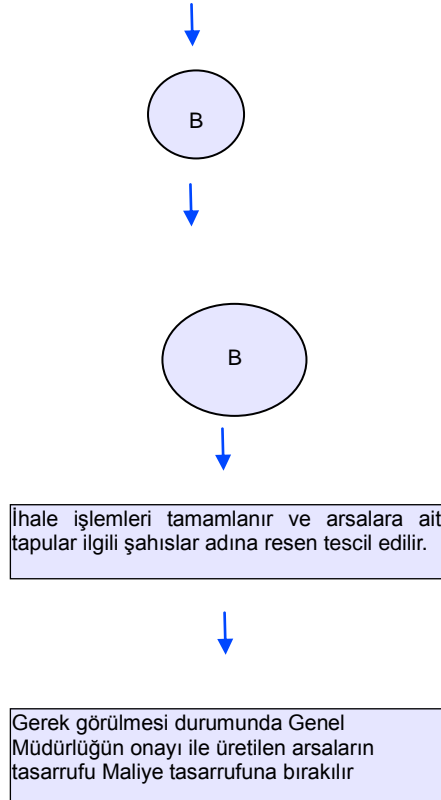 B
B
İhale işlemleri tamamlanır ve arsalara ait
tapular ilgili şahıslar adına resen tescil edilir.
Gerek görülmesi durumunda Genel
Müdürlüğün onayı ile üretilen arsaların
tasarrufu Maliye tasarrufuna bırakılır